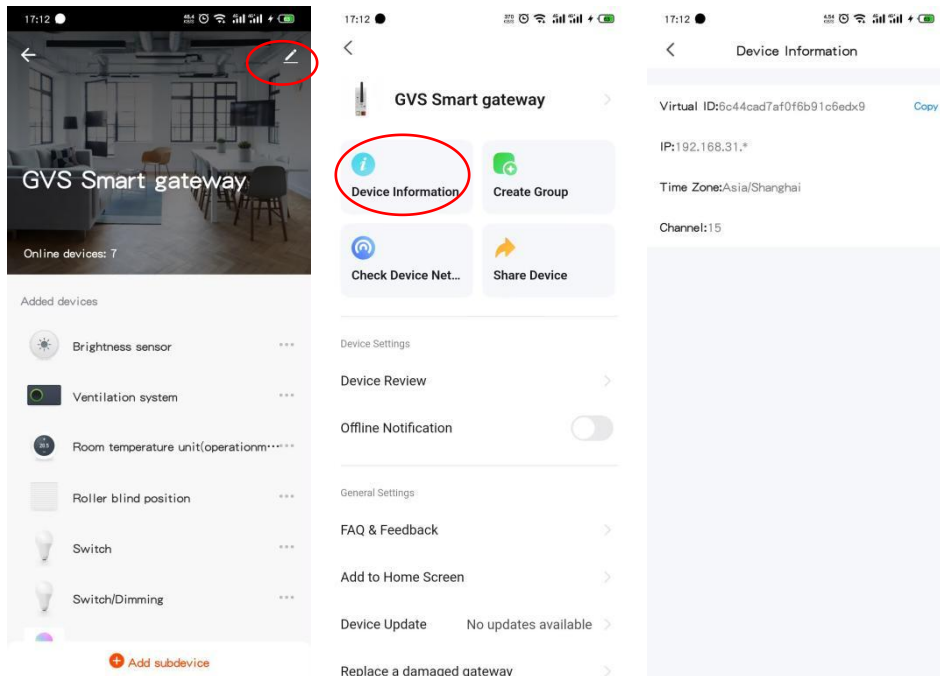 17:12
GVS Smart gateway
Online devices: 7
Added devices
Brightness sensor
Ventilation system
Room temperature unit(operationm...
Roller blind position
Switch
Switch/Dimming
Add subdevice
17:12
GVS Smart gateway
Device Information
Create Group
Check Device Net...
Share Device
Device Settings
Device Review
Offline Notification
General Settings
FAQ & Feedback
Add to Home Screen
Device Update No updates available
Replace a damaged gateway
17:12
Device Information
Virtual ID:6c44cad7af0f6b91c6edx9 Copy
IP:192.168.31.*
Time Zone:Asia/Shanghai
Channel:15